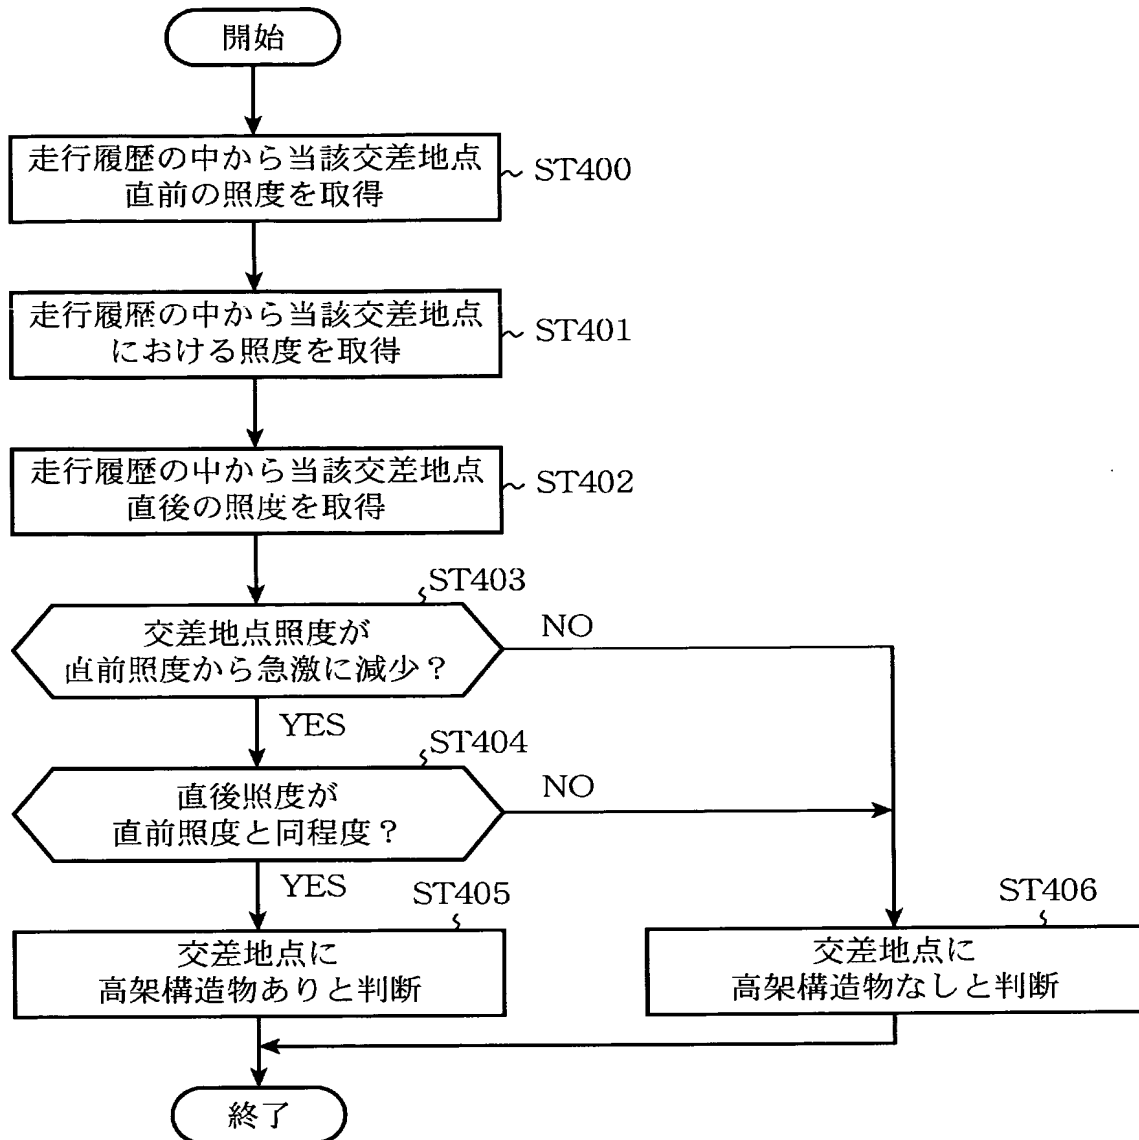 開始
走行履歴の中から当該交差地点
直前の照度を取得
ST400
走行履歴の中から当該交差地点
における照度を取得
ST401
走行履歴の中から当該交差地点
直後の照度を取得
ST402
ST403
交差地点照度が
直前照度から急激に減少?
NO
YES
ST404
直後照度が
直前照度と同程度?
NO
YES
ST405
交差地点に
高架構造物ありと判断
ST406
交差地点に
高架構造物なしと判断
終了